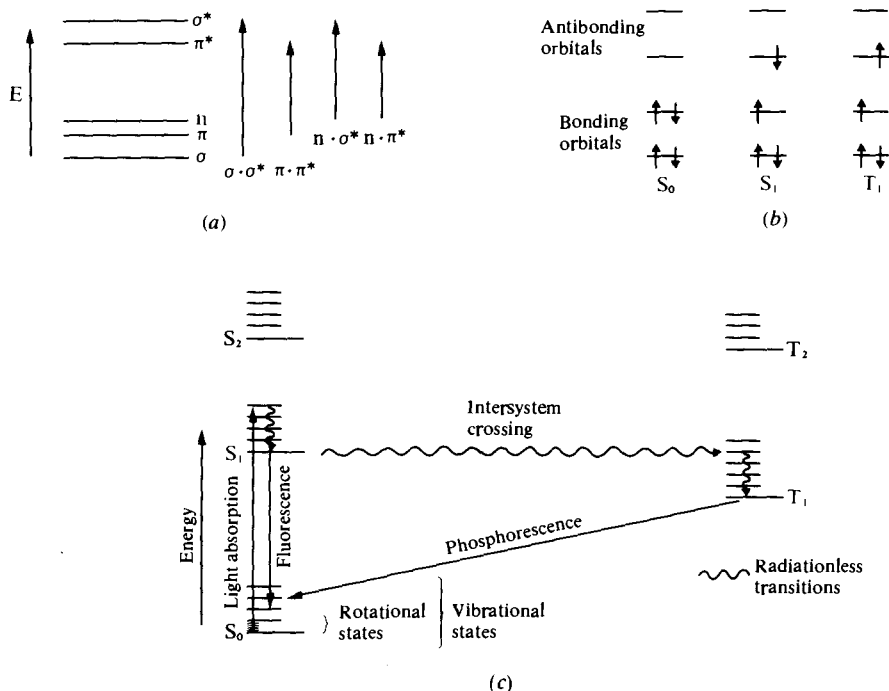 σ*
π*
E
n
π
σ
σ · σ*
π · π*
n · σ*
n · π*
(a)
Antibonding
orbitals
Bonding
orbitals
S₀
S₁
T₁
(b)
S₂
T₂
Intersystem
crossing
S₁
T₁
Energy
Light absorption
Fluorescence
Phosphorescence
Radiationless
transitions
S₀
Rotational
states
Vibrational
states
(c)